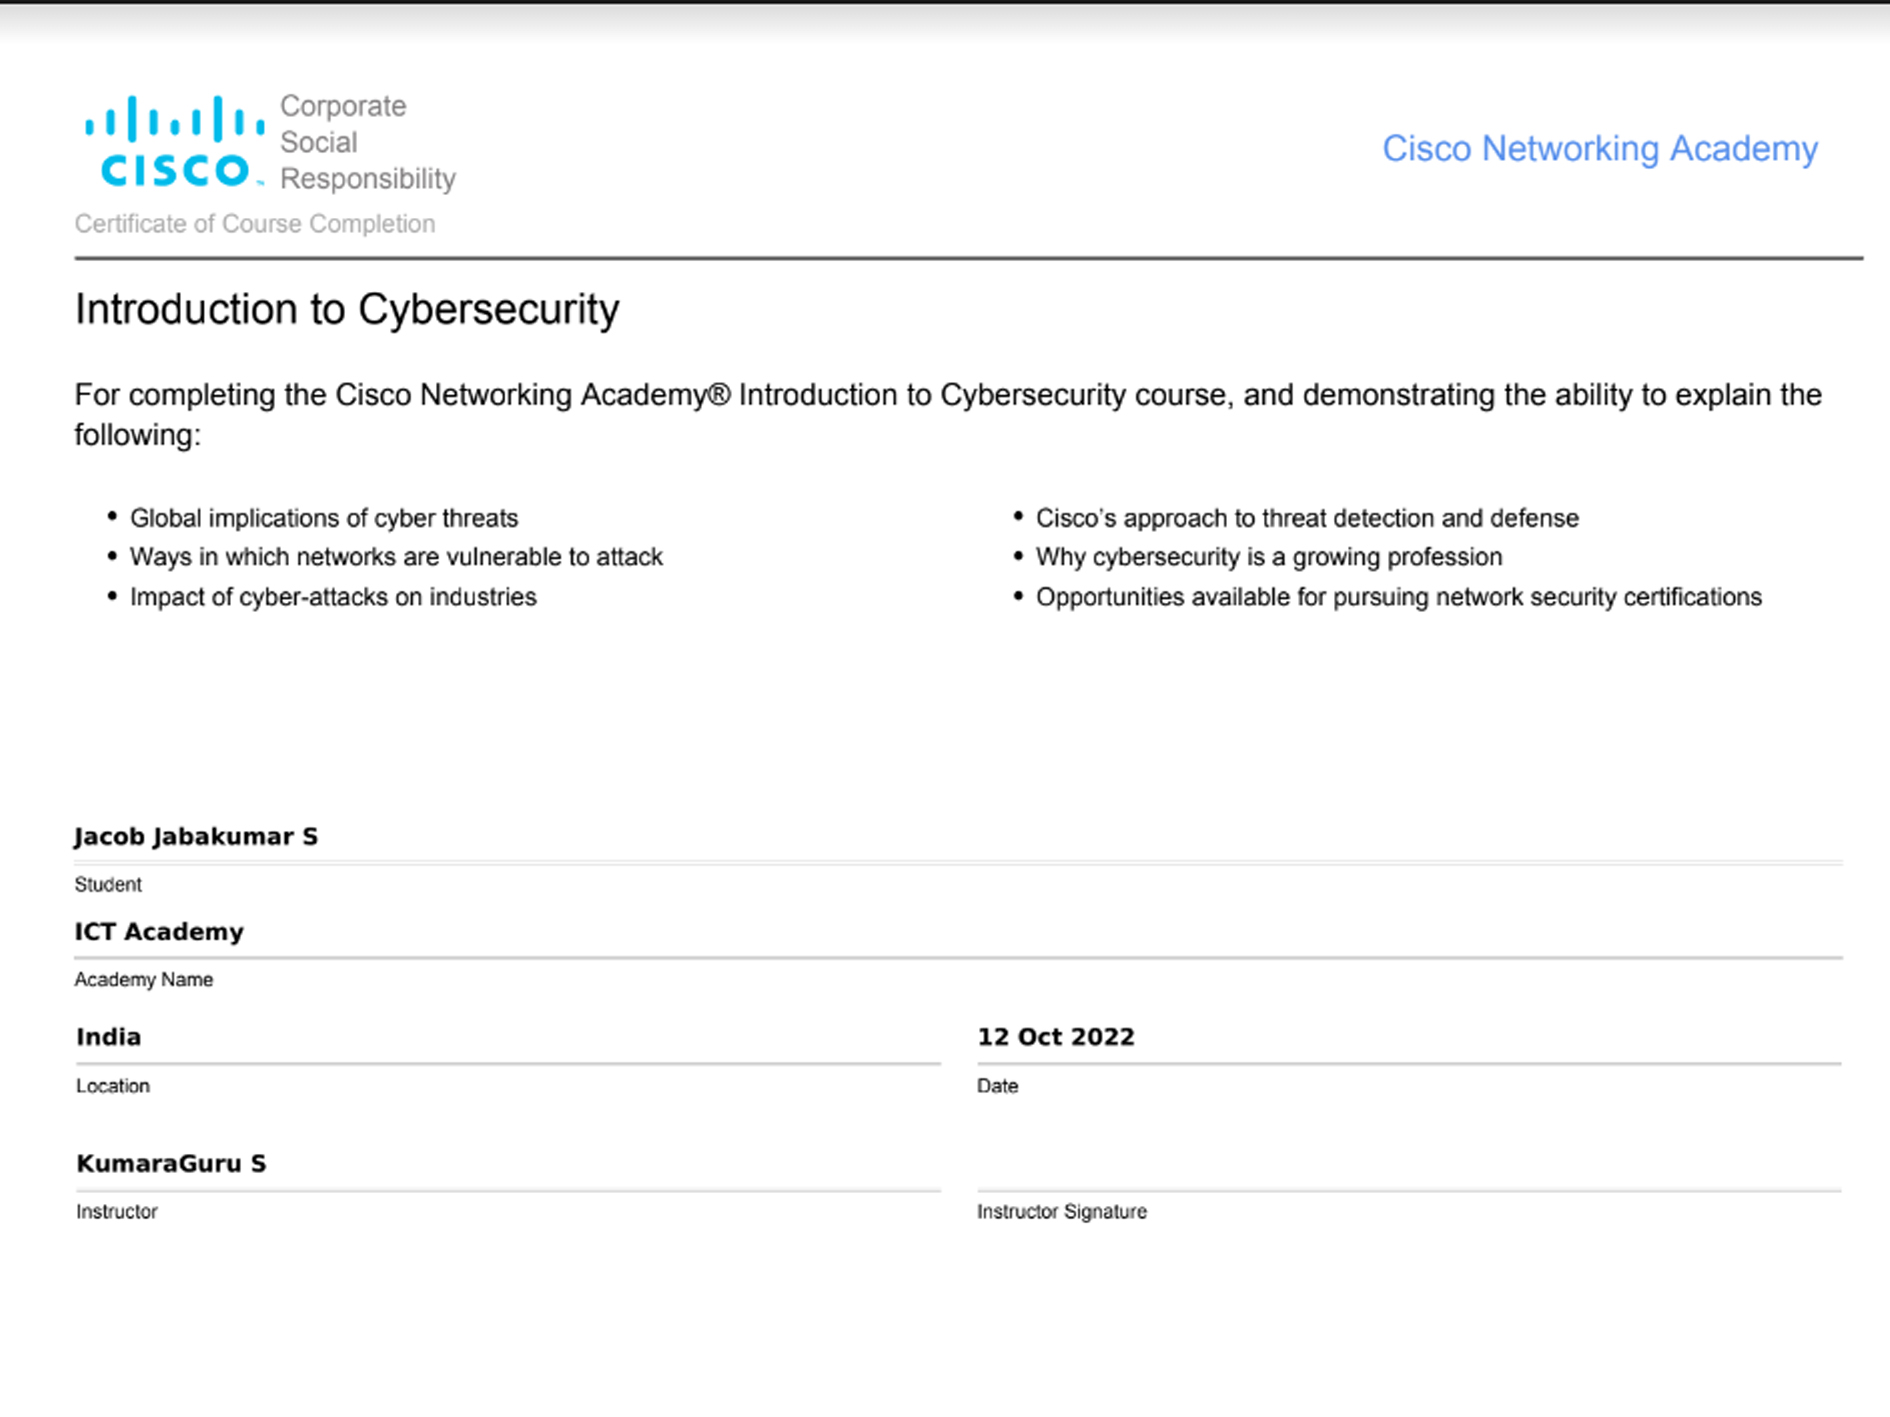 Corporate
Social
Responsibility
CISCO™
Cisco Networking Academy
Certificate of Course Completion
Introduction to Cybersecurity
For completing the Cisco Networking Academy® Introduction to Cybersecurity course, and demonstrating the ability to explain the
following:
• Global implications of cyber threats
• Ways in which networks are vulnerable to attack
• Impact of cyber-attacks on industries
• Cisco’s approach to threat detection and defense
• Why cybersecurity is a growing profession
• Opportunities available for pursuing network security certifications
Jacob Jabakumar S
Student
ICT Academy
Academy Name
India
Location
12 Oct 2022
Date
KumaraGuru S
Instructor
Instructor Signature